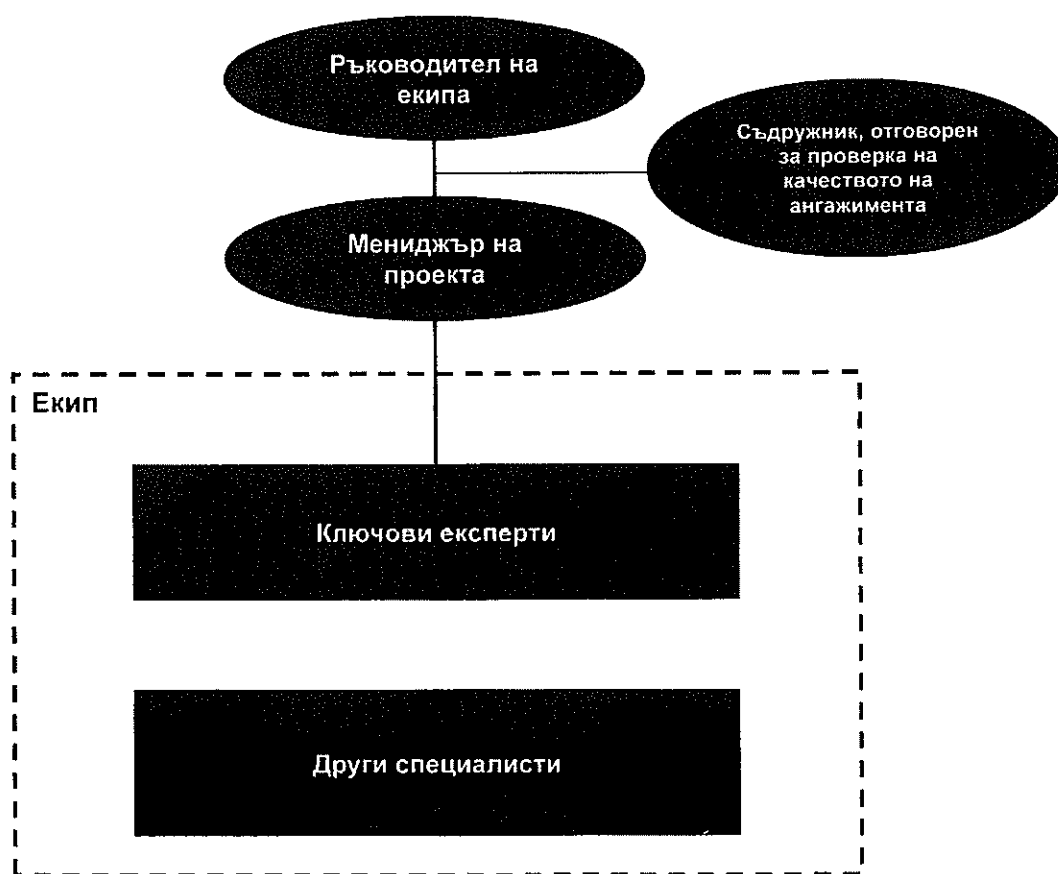 Ръководител на
екипа
Съдружник, отговорен
за проверка на
качеството на
ангажимента
Мениджър на
проекта
Екип
Ключови експерти
Други специалисти